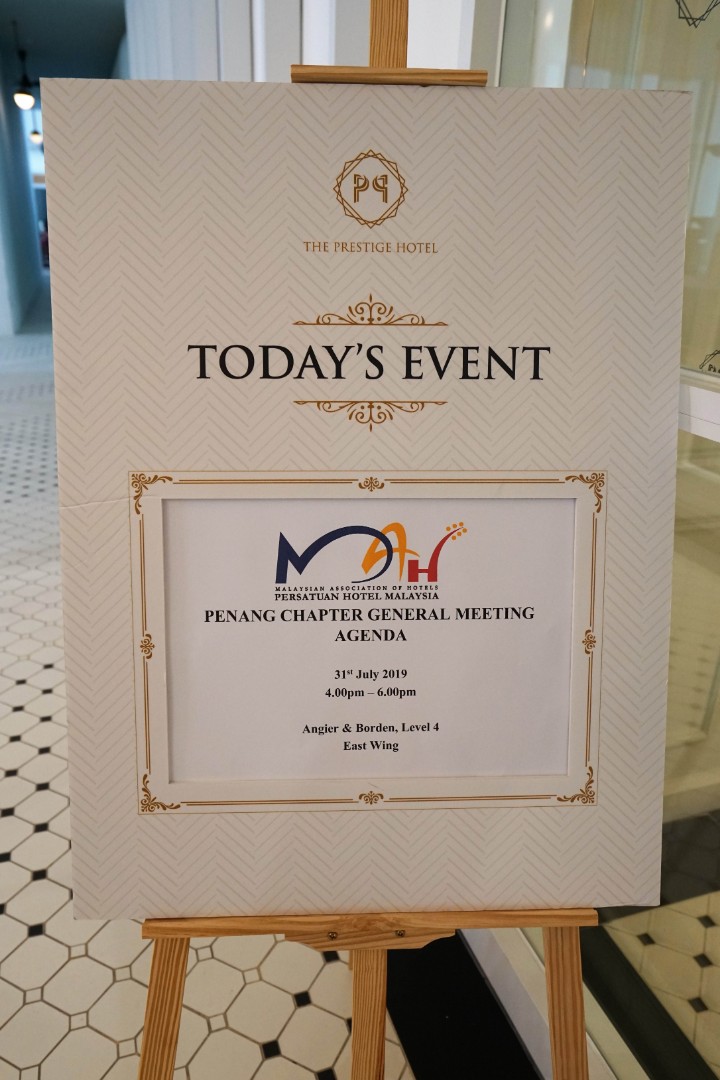 THE PRESTIGE HOTEL
TODAY'S EVENT
MAH
MALAYSIAN ASSOCIATION OF HOTELS
PERSATUAN HOTEL MALAYSIA
PENANG CHAPTER GENERAL MEETING
AGENDA
31st July 2019
4.00pm – 6.00pm
Angier & Borden, Level 4
East Wing